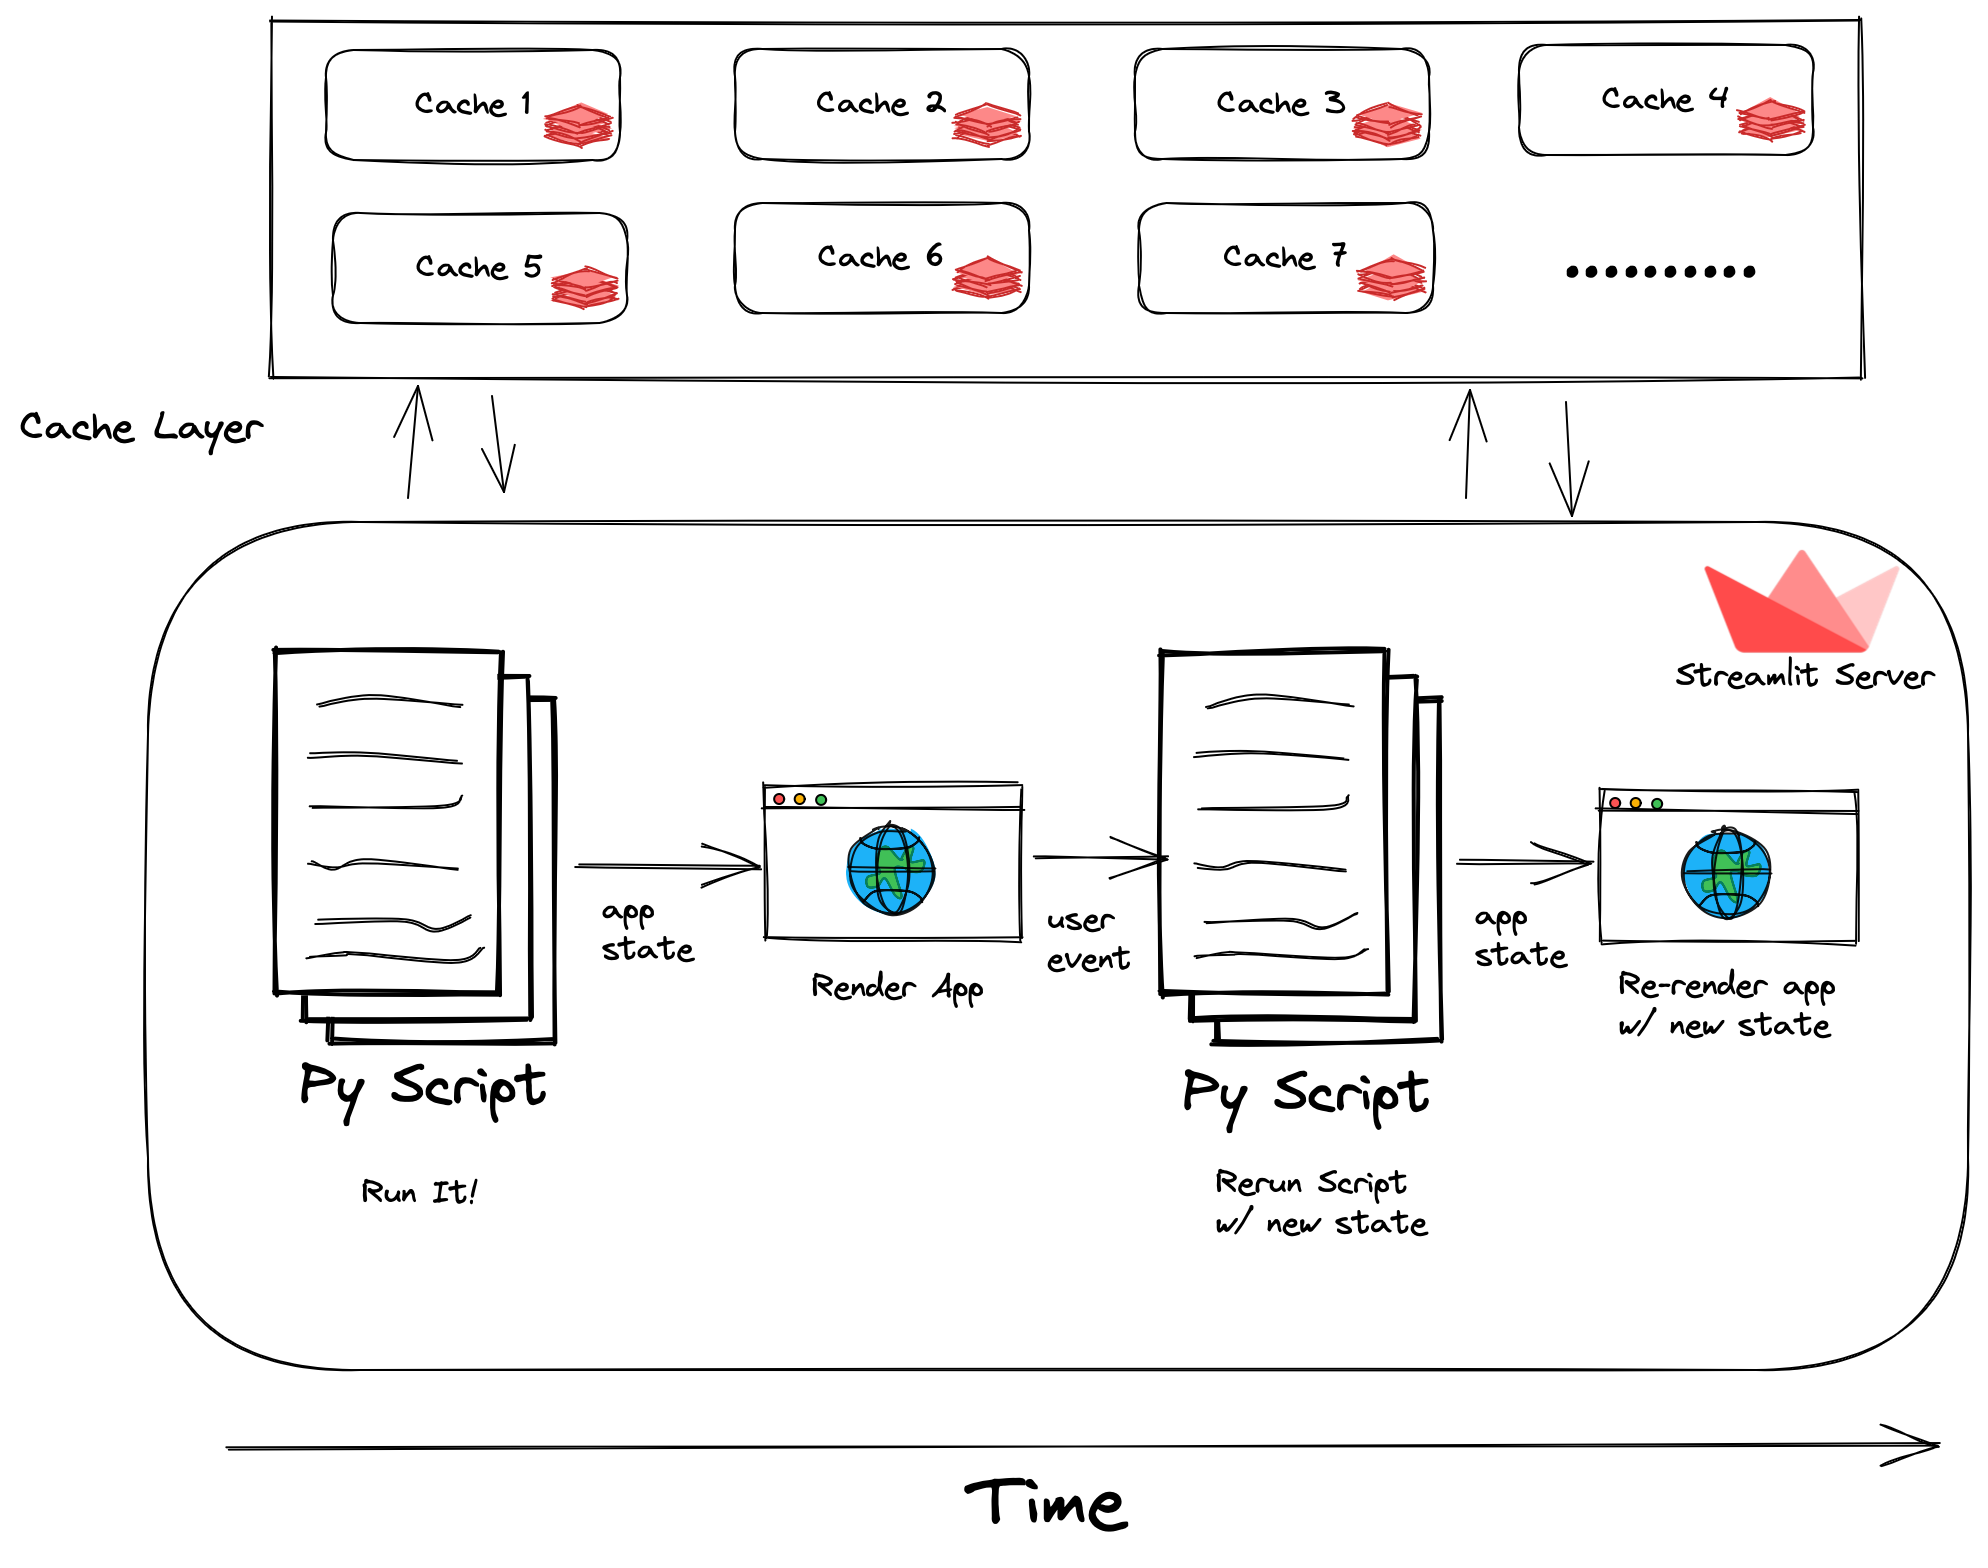 Cache 1
Cache 2
Cache 3
Cache 4
Cache 5
Cache 6
Cache 7
Cache Layer
Streamlit Server
app
state
Render App
user
event
app
state
Re-render app
w/ new state
Py Script
Py Script
Run It!
Rerun Script
w/ new state
Time